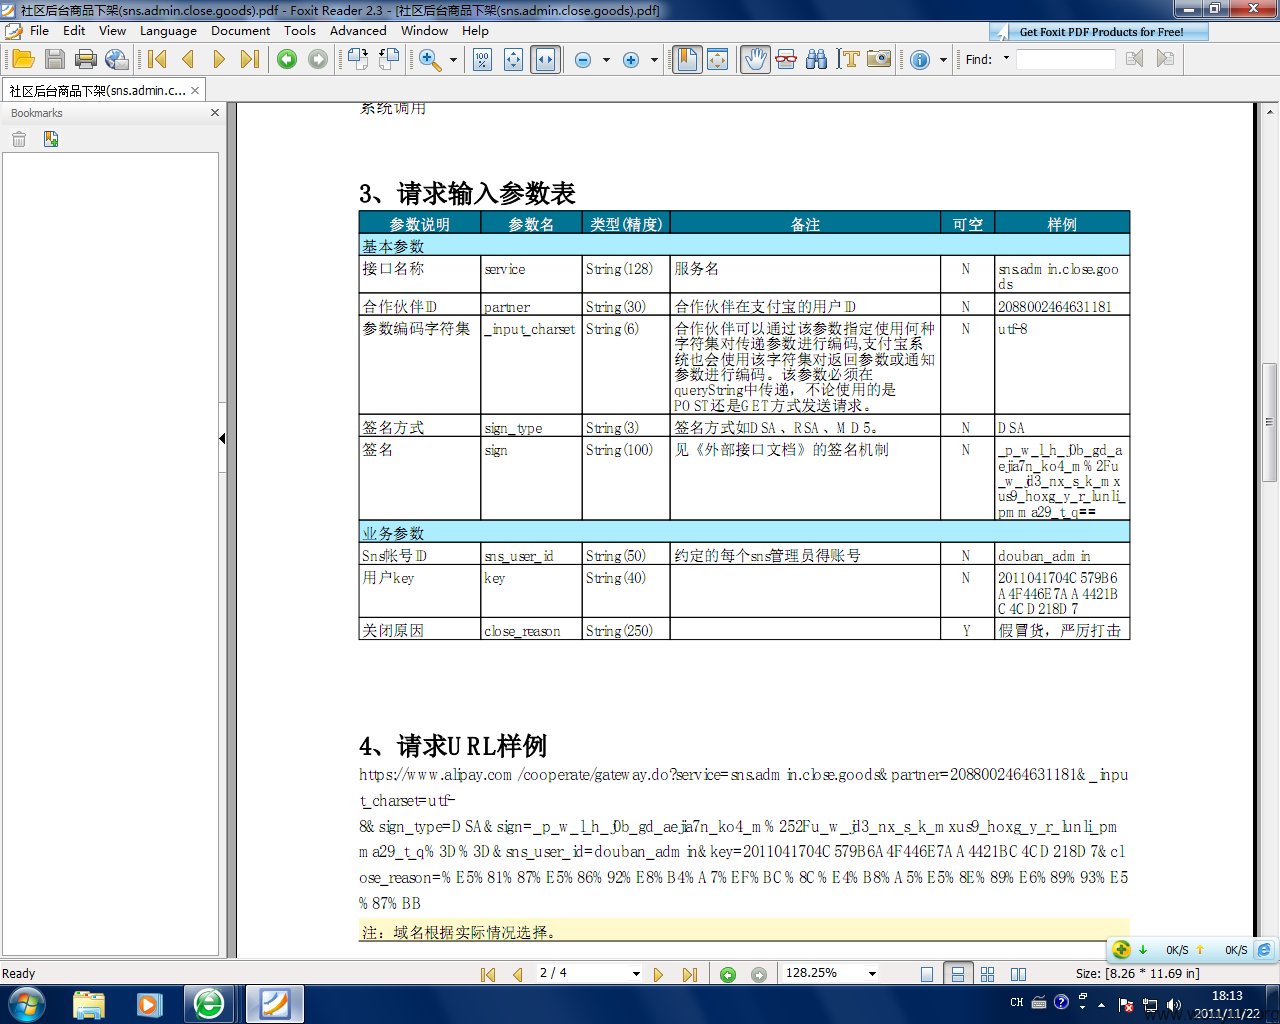 社区后台商品下架(sns.admin.close.goods).pdf - Foxit Reader 2.3 - [社区后台商品下架(sns.admin.close.goods).pdf]
File Edit View Language Document Tools Advanced Window Help
Get Foxit PDF Products for Free!
Find:
社区后台商品下架(sns.admin.c...
Bookmarks
系统调用
3、请求输入参数表
参数说明 参数名 类型(精度) 备注 可空 样例
基本参数
接口名称 service String(128) 服务名 N sns.admin.close.goo
ds
合作伙伴ID partner String(30) 合作伙伴在支付宝的用户ID N 2088002464631181
参数编码字符集 _input_charset String(6) 合作伙伴可以通过该参数指定使用何种 N utf-8
字符集对传递参数进行编码,支付宝系
统也会使用该字符集对返回参数或通知
参数进行编码。该参数必须在
queryString中传递，不论使用的是
POST还是GET方式发送请求。
签名方式 sign_type String(3) 签名方式如DSA、RSA、MD5。 N DSA
签名 sign String(100) 见《外部接口文档》的签名机制 N _p_w_l_h_j0b_gd_a
ejia7n_ko4_m%2Fu
_w_jd3_nx_s_k_mx
us9_hoxg_y_r_lunli_
pmma29_t_q==
业务参数
Sns帐号ID sns_user_id String(50) 约定的每个sns管理员得账号 N douban_admin
用户key key String(40) N 2011041704C579B6
A4F446E7AA4421B
C4CD218D7
关闭原因 close_reason String(250) Y 假冒货，严厉打击
4、请求URL样例
https://www.alipay.com/cooperate/gateway.do?service=sns.admin.close.goods&partner=2088002464631181&_inpu
t_charset=utf-
8&sign_type=DSA&sign=_p_w_l_h_j0b_gd_aejia7n_ko4_m%252Fu_w_jd3_nx_s_k_mxus9_hoxg_y_r_lunli_pm
ma29_t_q%3D%3D&sns_user_id=douban_admin&key=2011041704C579B6A4F446E7AA4421BC4CD218D7&cl
ose_reason=%E5%81%87%E5%86%92%E8%B4%A7%EF%BC%8C%E4%B8%A5%E5%8E%89%E6%89%93%E5
%87%BB
注：域名根据实际情况选择。
0K/S 0K/S
Ready 2 / 4 128.25% Size: [8.26 * 11.69 in]
CH 18:13
2011/11/22